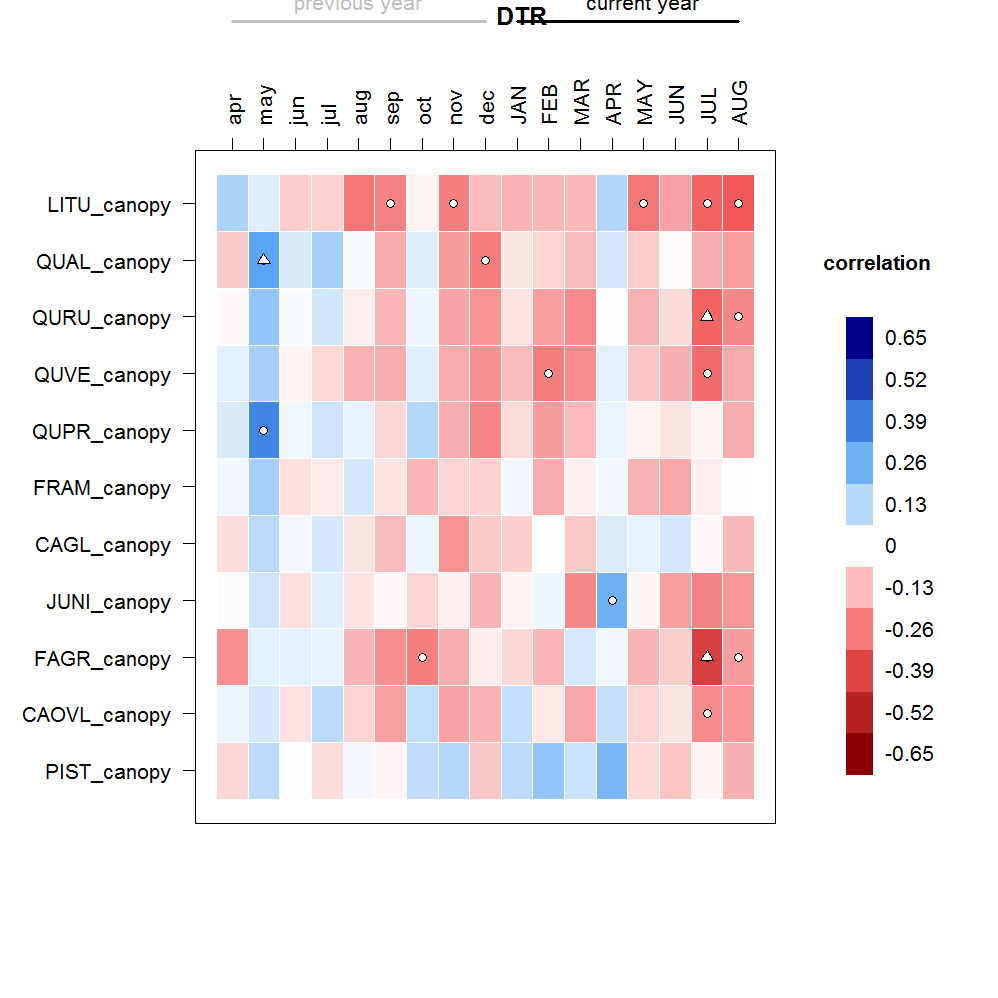 previous year
DTR
current year
apr
may
jun
jul
aug
sep
oct
nov
dec
JAN
FEB
MAR
APR
MAY
JUN
JUL
AUG
LITU_canopy
QUAL_canopy
QURU_canopy
QUVE_canopy
QUPR_canopy
FRAM_canopy
CAGL_canopy
JUNI_canopy
FAGR_canopy
CAOVL_canopy
PIST_canopy
correlation
0.65
0.52
0.39
0.26
0.13
0
-0.13
-0.26
-0.39
-0.52
-0.65